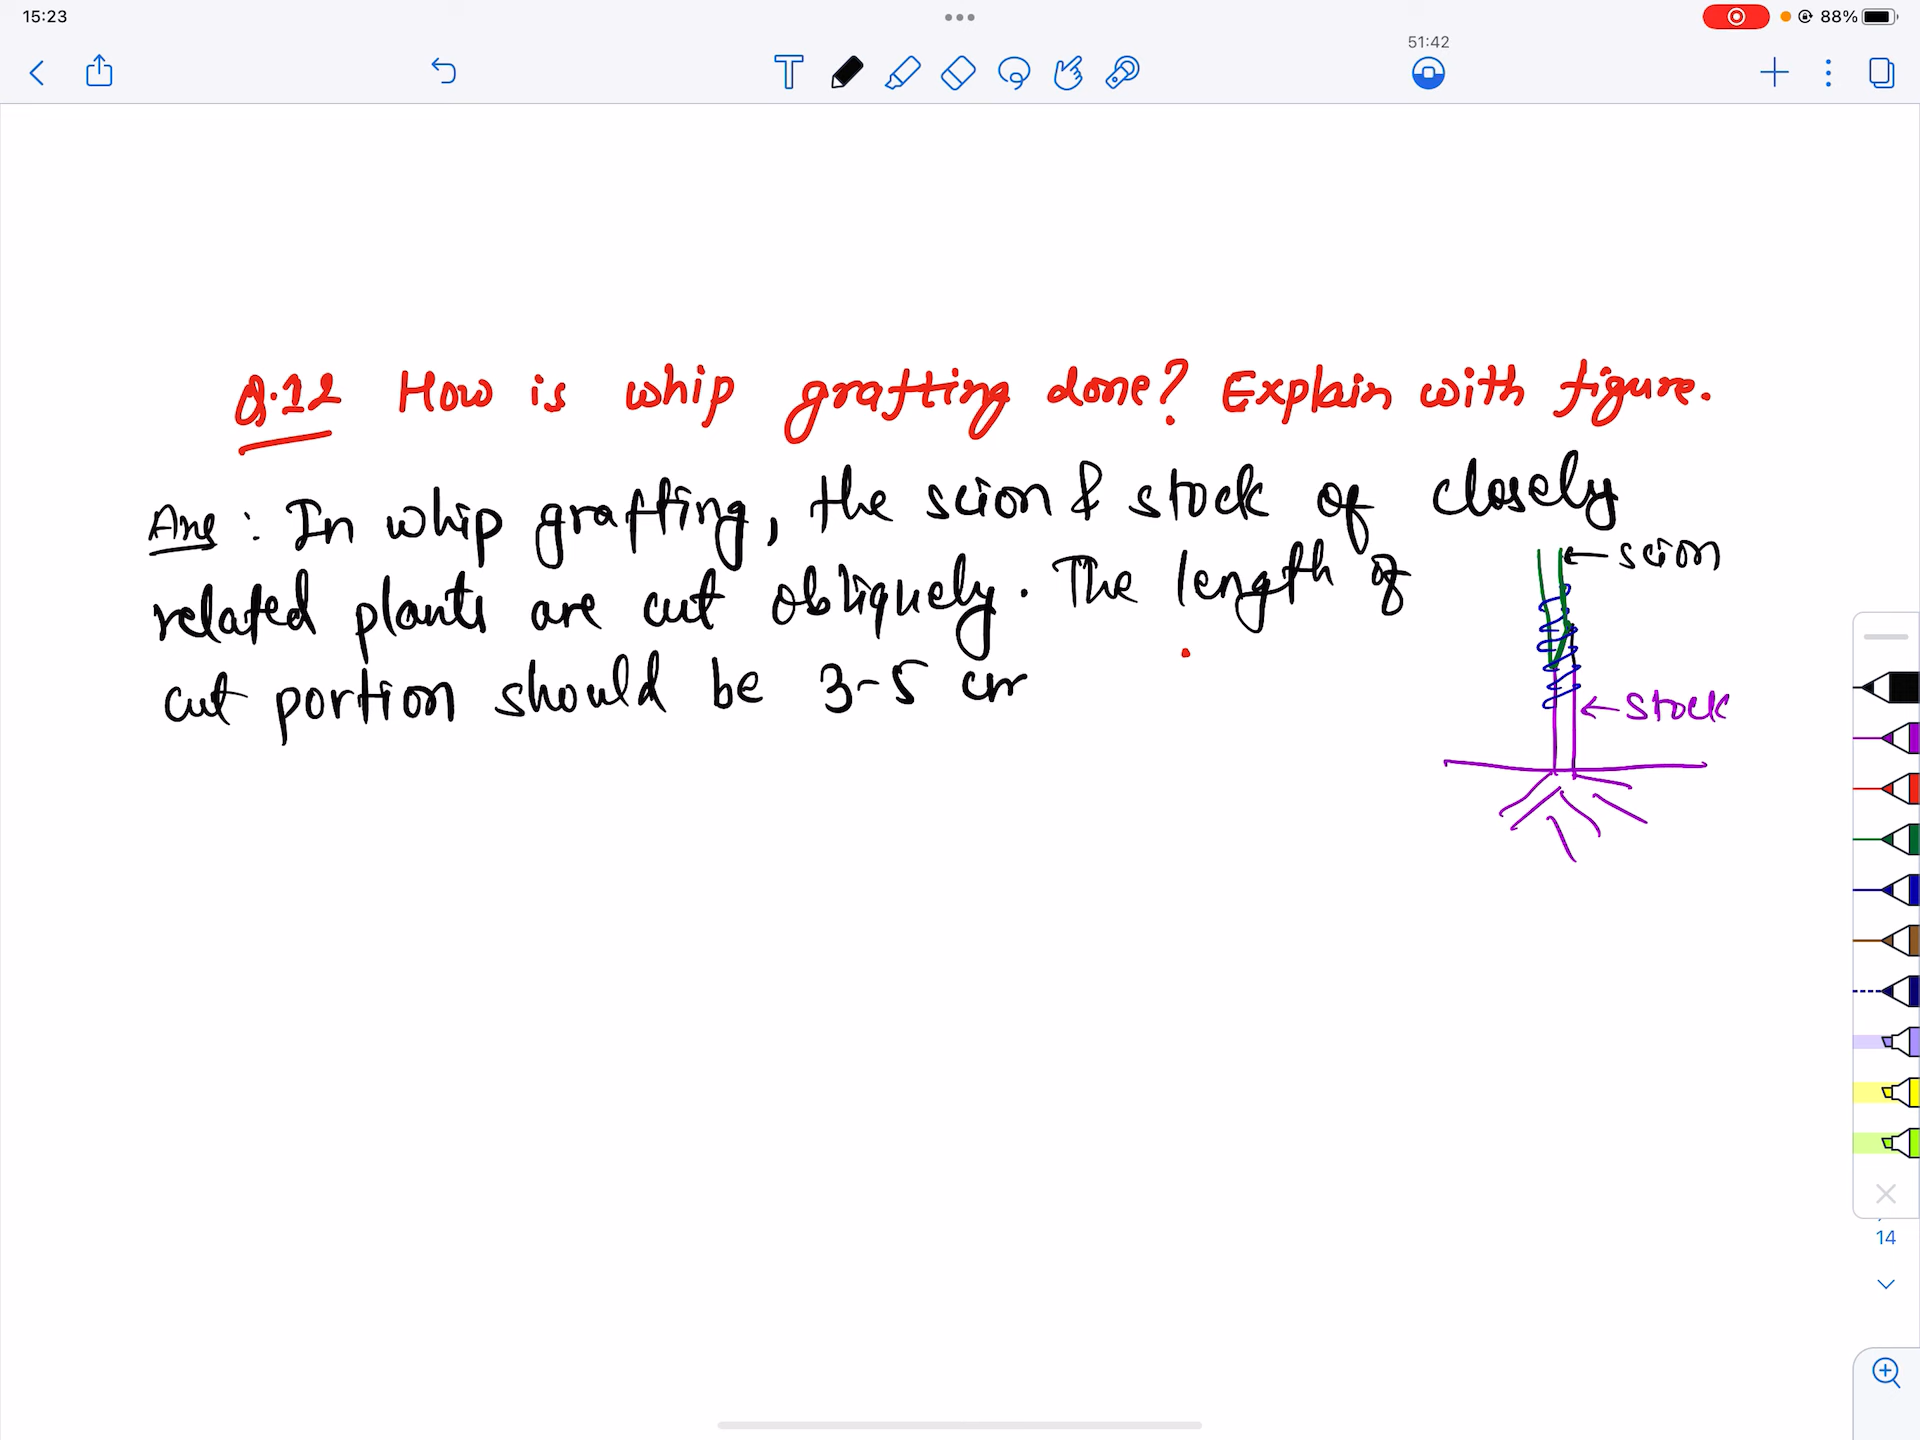 15:23
88%
51:42
Q.12 How is whip grafting done? Explain with figure.
Ans: In whip grafting, the scion & stock of closely
related plants are cut obliquely. The length of
cut portion should be 3-5 cm
scion
stock
14